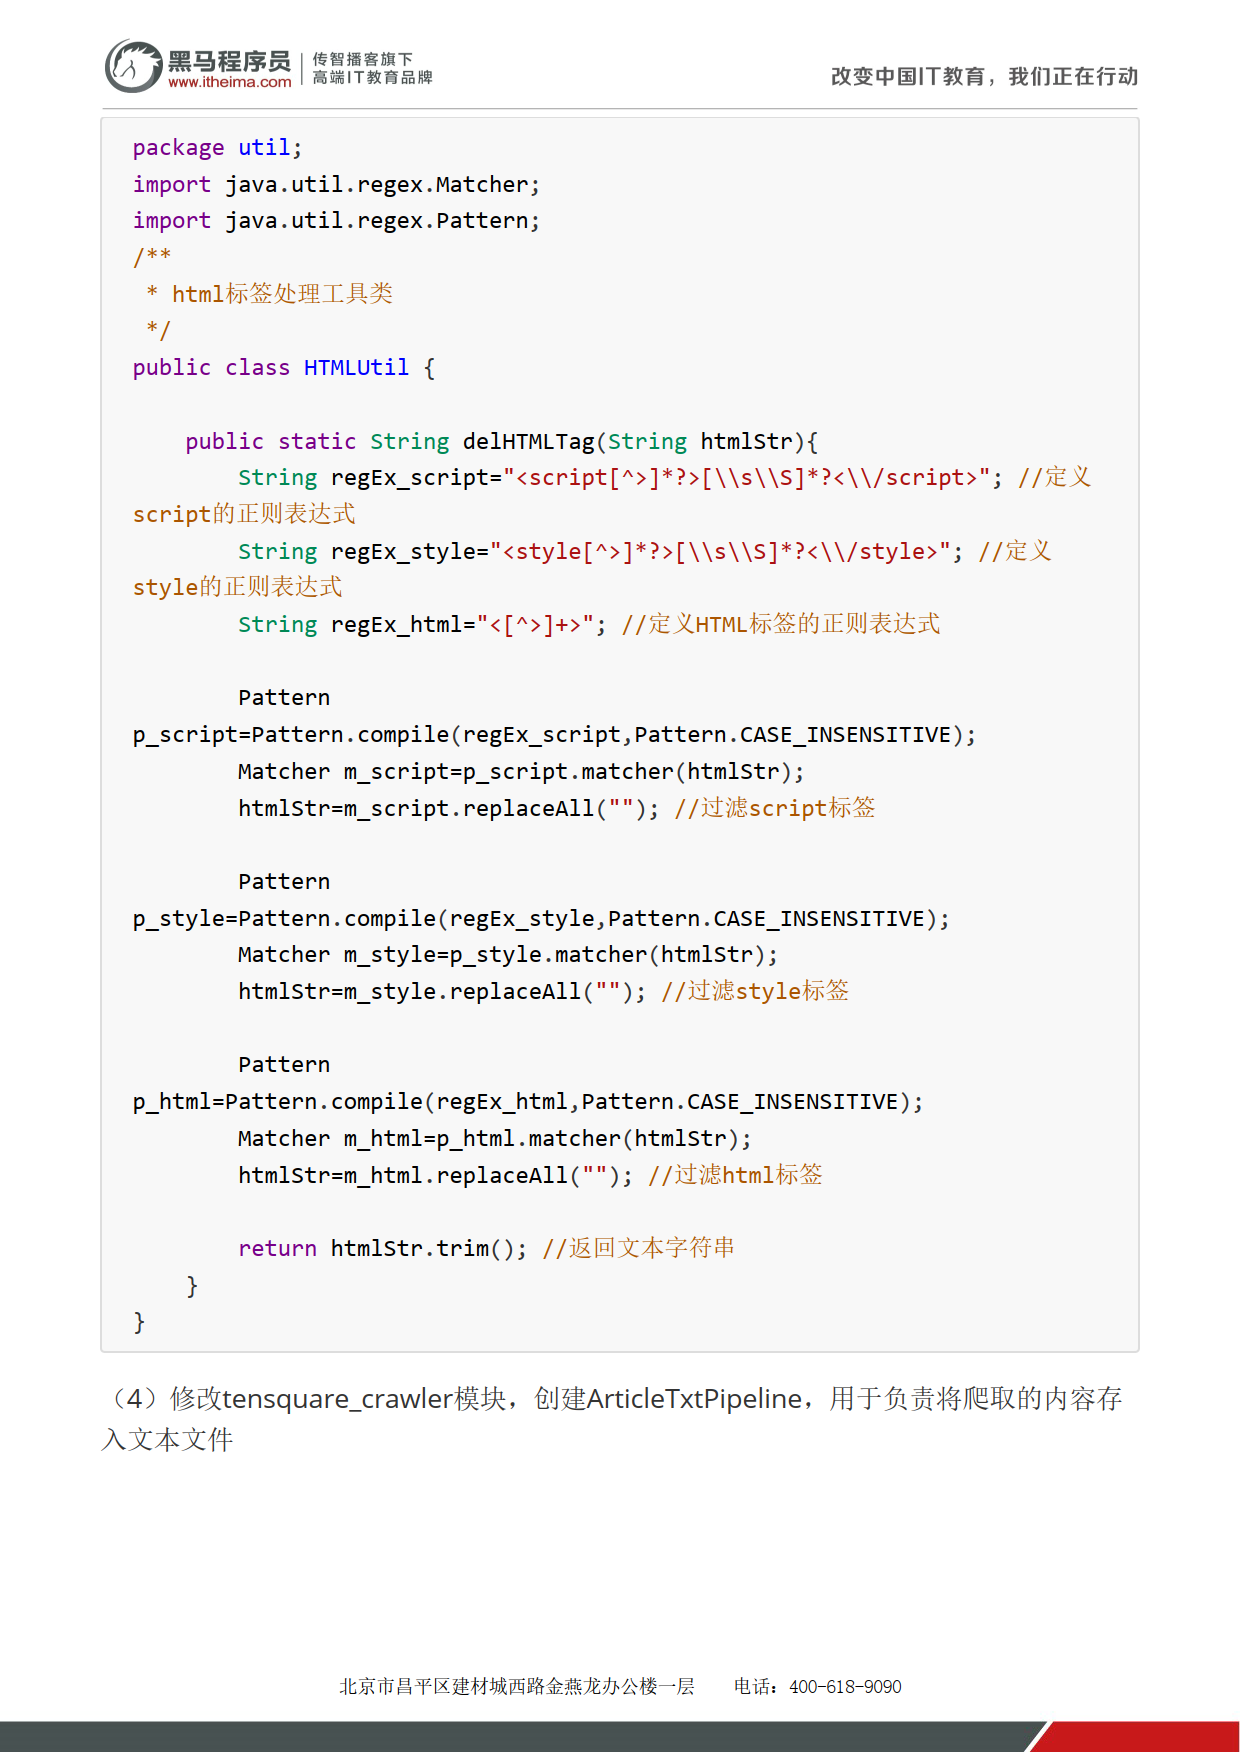 黑马程序员
www.itheima.com
传智播客旗下
高端IT教育品牌
改变中国IT教育，我们正在行动
package util;
import java.util.regex.Matcher;
import java.util.regex.Pattern;
/**
 * html标签处理工具类
 */
public class HTMLUtil {
    public static String delHTMLTag(String htmlStr){
        String regEx_script="<script[^>]*?>[\\s\\S]*?<\\/script>"; //定义
script的正则表达式
        String regEx_style="<style[^>]*?>[\\s\\S]*?<\\/style>"; //定义
style的正则表达式
        String regEx_html="<[^>]+>"; //定义HTML标签的正则表达式
        Pattern
p_script=Pattern.compile(regEx_script,Pattern.CASE_INSENSITIVE);
        Matcher m_script=p_script.matcher(htmlStr);
        htmlStr=m_script.replaceAll(""); //过滤script标签
        Pattern
p_style=Pattern.compile(regEx_style,Pattern.CASE_INSENSITIVE);
        Matcher m_style=p_style.matcher(htmlStr);
        htmlStr=m_style.replaceAll(""); //过滤style标签
        Pattern
p_html=Pattern.compile(regEx_html,Pattern.CASE_INSENSITIVE);
        Matcher m_html=p_html.matcher(htmlStr);
        htmlStr=m_html.replaceAll(""); //过滤html标签
        return htmlStr.trim(); //返回文本字符串
    }
}
（4）修改tensquare_crawler模块，创建ArticleTxtPipeline，用于负责将爬取的内容存
入文本文件
北京市昌平区建材城西路金燕龙办公楼一层    电话：400-618-9090